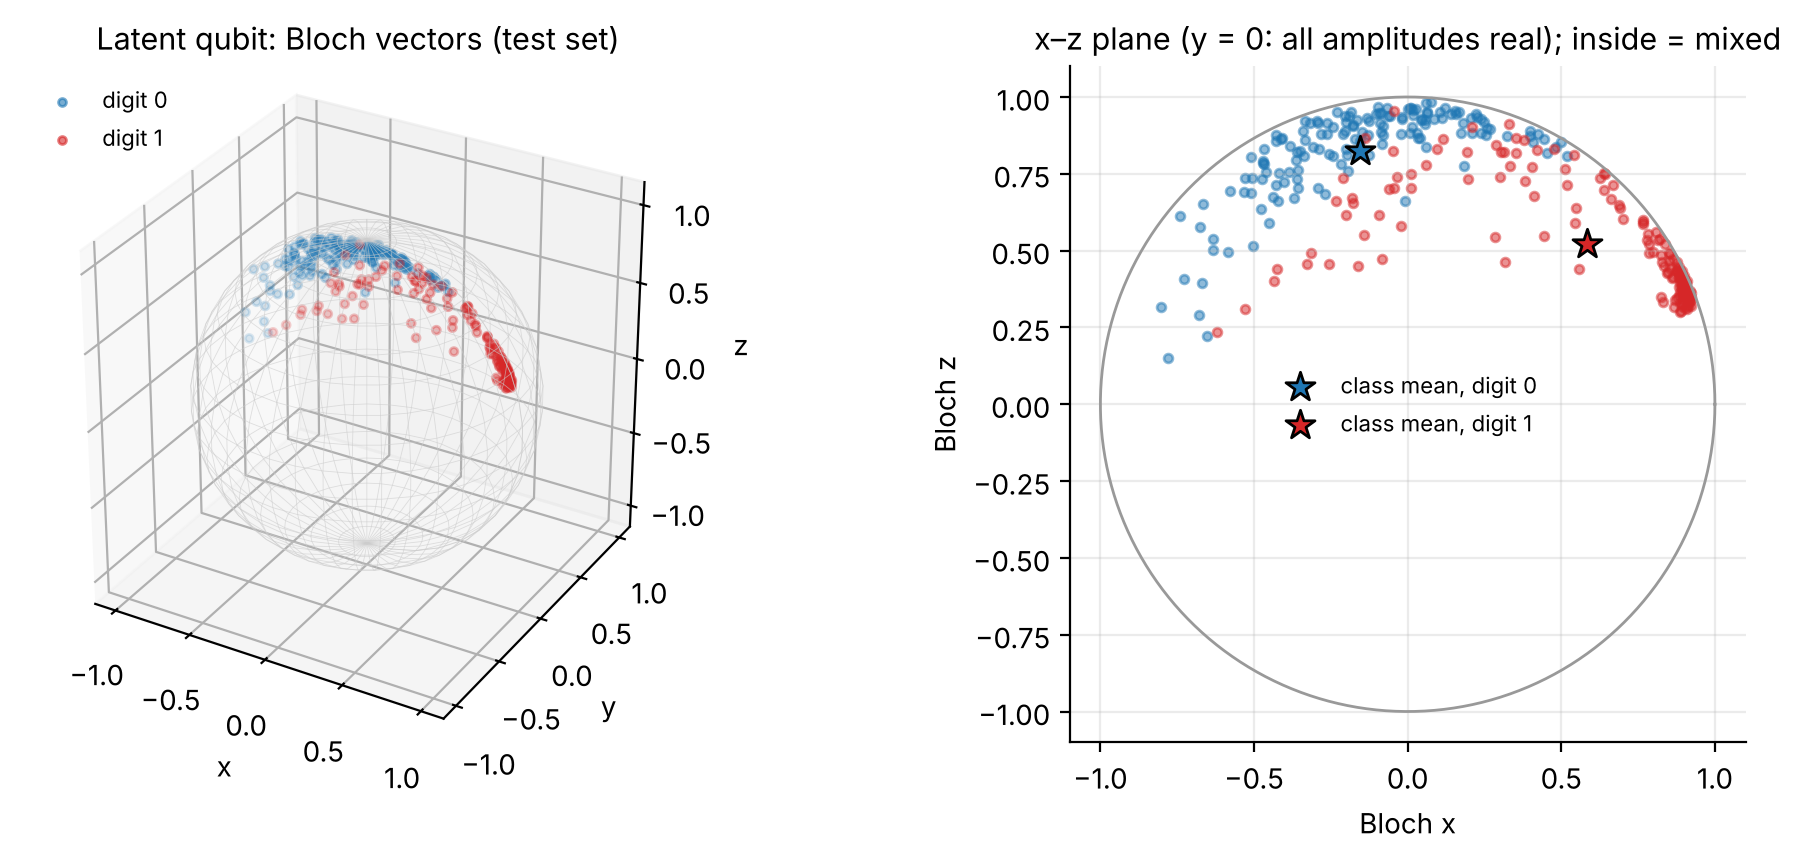 Latent qubit: Bloch vectors (test set)
digit 0
digit 1
1.0
0.5
0.0
−0.5
−1.0
z
1.0
0.5
0.0
−0.5
−1.0
y
−1.0
−0.5
0.0
0.5
1.0
x
x–z plane (y = 0: all amplitudes real); inside = mixed
1.00
0.75
0.50
0.25
0.00
−0.25
−0.50
−0.75
−1.00
Bloch z
class mean, digit 0
class mean, digit 1
−1.0
−0.5
0.0
0.5
1.0
Bloch x